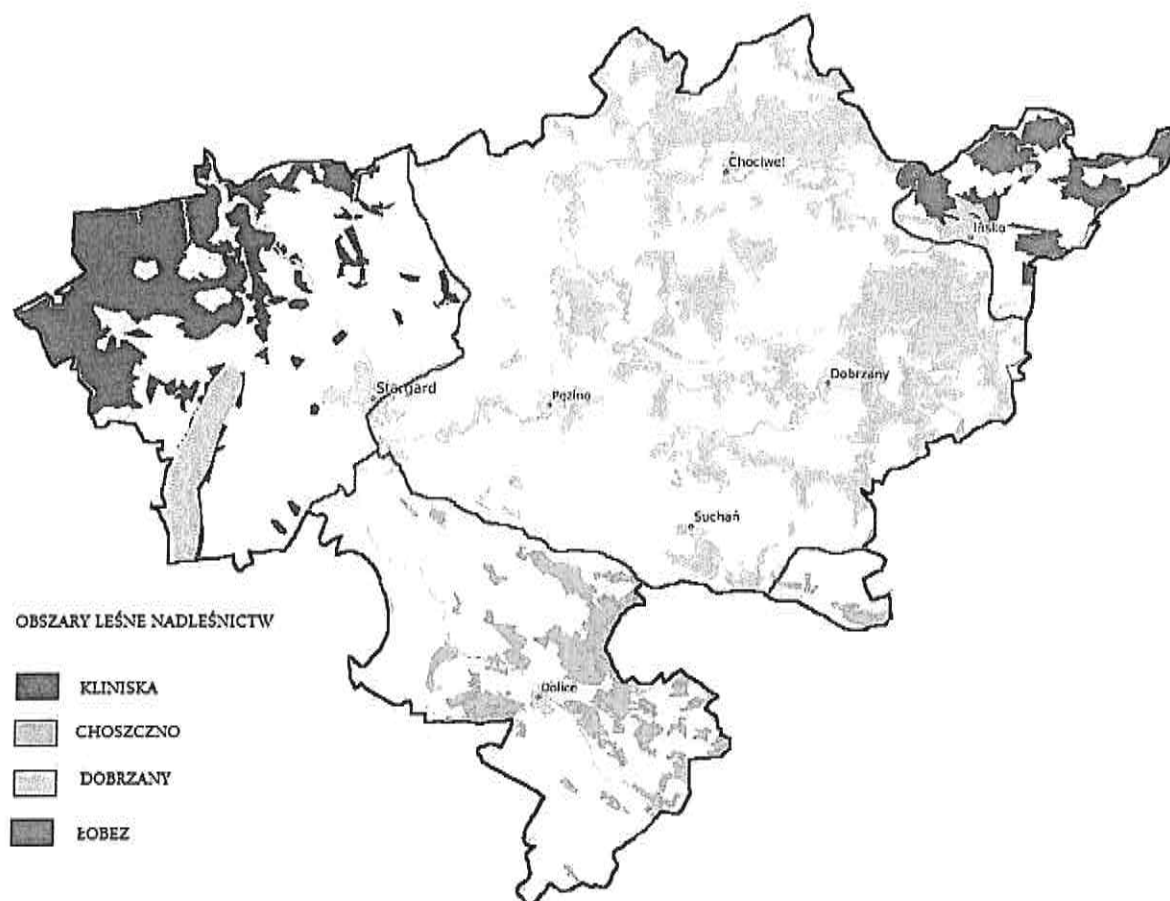 Chociwel
Ińsko
Stargard
Pęzino
Dobrzany
Suchań
Dolice
OBSZARY LEŚNE NADLEŚNICTW
KLINISKA
CHOSZCZNO
DOBRZANY
ŁOBEZ